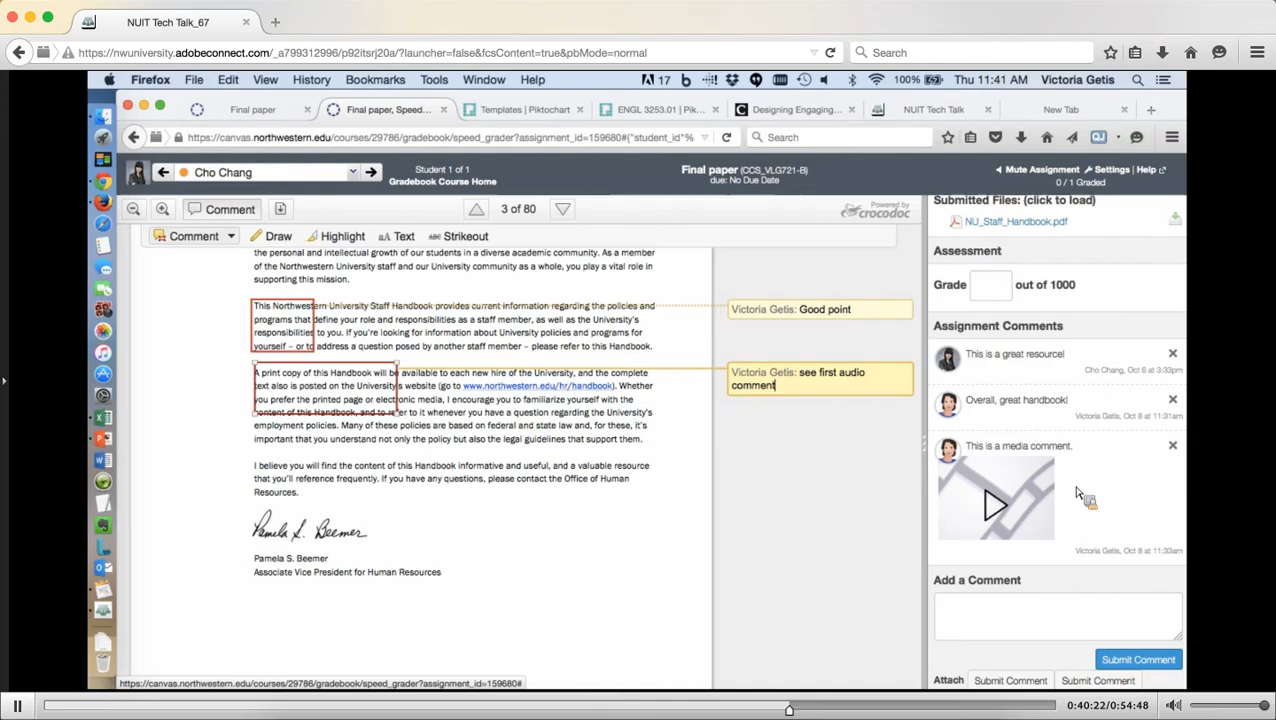 NUIT Tech Talk_67
https://nwuniversity.adobeconnect.com/_a799312996/p92itsrj20a/?launcher=false&fcsContent=true&pbMode=normal
Search
Firefox File Edit View History Bookmarks Tools Window Help
17
100%
Thu 11:41 AM Victoria Getis
Final paper
Final paper, Speed...
Templates | Piktochart
ENGL 3253.01 | Pik...
Designing Engaging...
NUIT Tech Talk
New Tab
https://canvas.northwestern.edu/courses/29786/gradebook/speed_grader?assignment_id=159680#{"student_id"%
Search
Cho Chang
Student 1 of 1
Gradebook Course Home
Final paper (CCS_VLG721-B)
due: No Due Date
Mute Assignment Settings Help
0 / 1 Graded
Comment
3 of 80
Powered by
crocodoc
Comment Draw Highlight Text Strikeout
the personal and intellectual growth of our students in a diverse academic community. As a member
of the Northwestern University staff and our University community as a whole, you play a vital role in
supporting this mission.
This Northwestern University Staff Handbook provides current information regarding the policies and
programs that define your role and responsibilities as a staff member, as well as the University's
responsibilities to you. If you're looking for information about University policies and programs for
yourself – or to address a question posed by another staff member – please refer to this Handbook.
A print copy of this Handbook will be available to each new hire of the University, and the complete
text also is posted on the University's website (go to www.northwestern.edu/hr/handbook). Whether
you prefer the printed page or electronic media, I encourage you to familiarize yourself with the
content of this Handbook, and to refer to it whenever you have a question regarding the University's
employment policies. Many of these policies are based on federal and state law and, for these, it's
important that you understand not only the policy but also the legal guidelines that support them.
I believe you will find the content of this Handbook informative and useful, and a valuable resource
that you'll reference frequently. If you have any questions, please contact the Office of Human
Resources.
Pamela S. Beemer
Pamela S. Beemer
Associate Vice President for Human Resources
Victoria Getis: Good point
Victoria Getis: see first audio
comment
Submitted Files: (click to load)
NU_Staff_Handbook.pdf
Assessment
Grade out of 1000
Assignment Comments
This is a great resource!
Cho Chang, Oct 6 at 3:33pm
Overall, great handbook!
Victoria Getis, Oct 8 at 11:31am
This is a media comment.
Victoria Getis, Oct 8 at 11:33am
Add a Comment
Submit Comment
Attach Submit Comment Submit Comment
https://canvas.northwestern.edu/courses/29786/gradebook/speed_grader?assignment_id=159680#
0:40:22/0:54:48